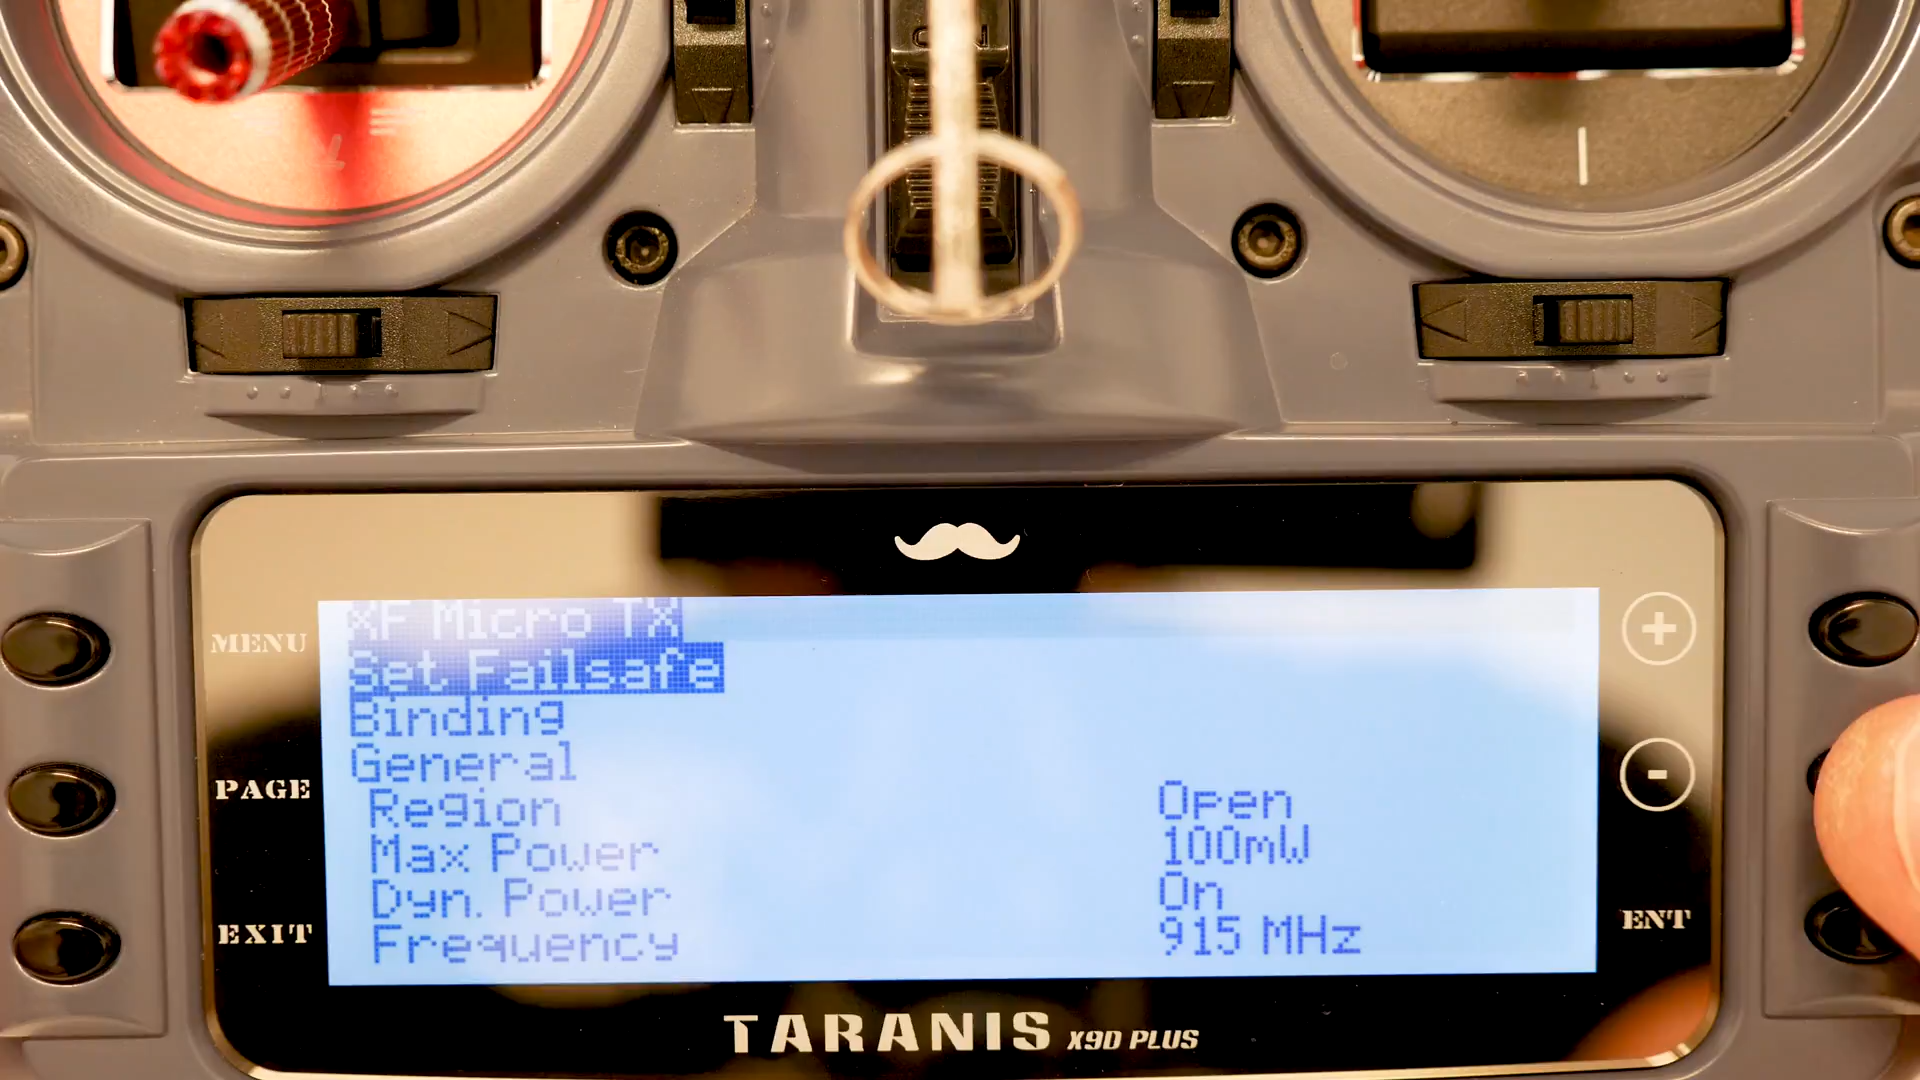 MENU
PAGE
EXIT
XF Micro TX
Set Failsafe
Binding
General
Region Open
Max Power 100mW
Dyn. Power On
Frequency 915 MHz
+
-
ENT
TARANIS X9D PLUS